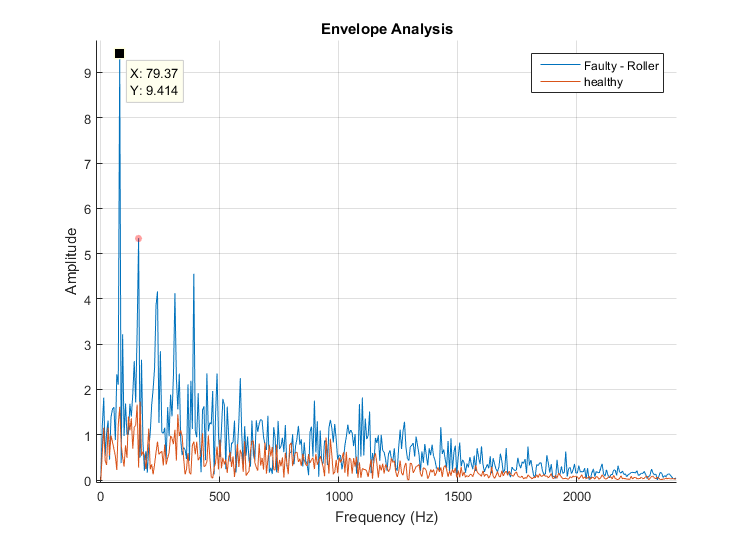 Envelope Analysis
X: 79.37
Y: 9.414
Faulty - Roller
healthy
9
8
7
6
5
4
3
2
1
0
Amplitude
0
500
1000
1500
2000
Frequency (Hz)